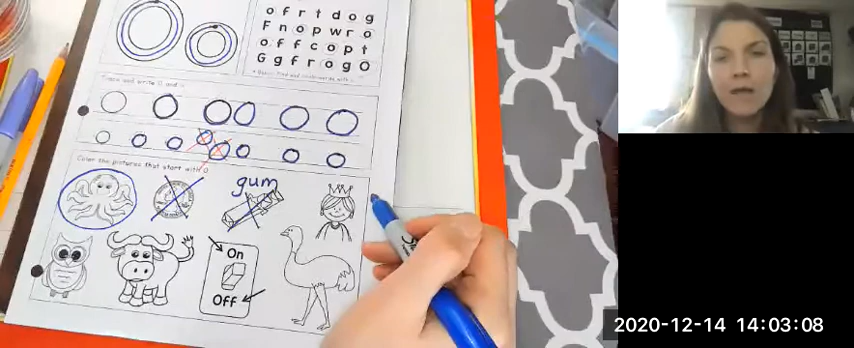 o f r t d o g
F n o p w r o
o f f c o p t
G g f r o g O
Trace and write O and o
O O O O O O
o o o o o o o o
Color the pictures that start with O
gum
On
Off
2020-12-14 14:03:08